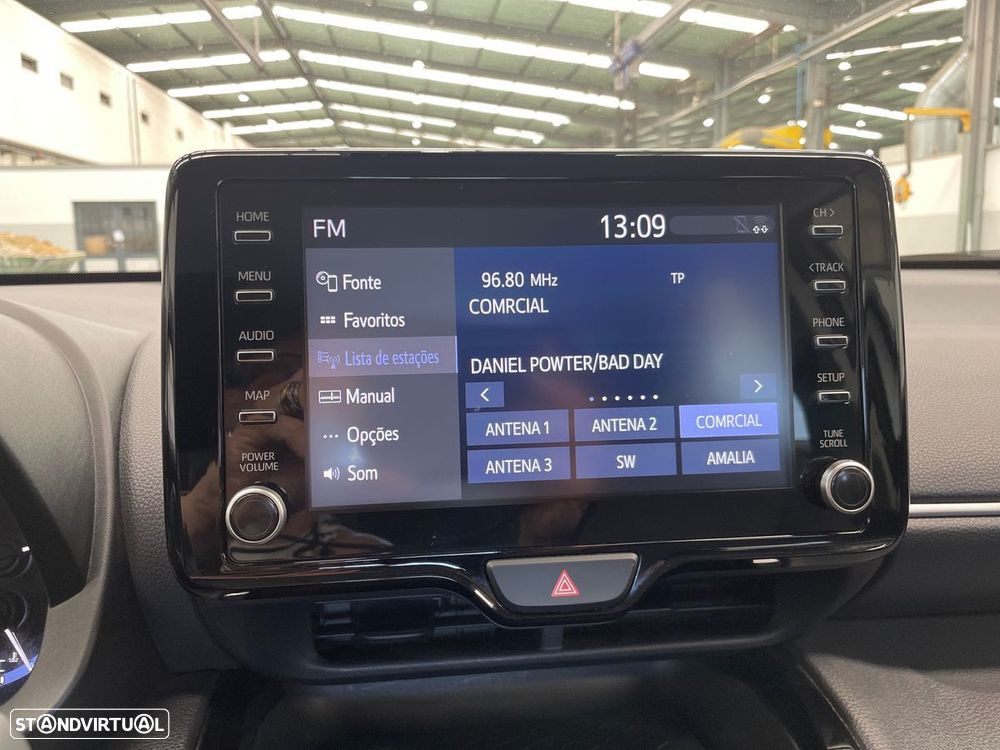 HOME
MENU
AUDIO
MAP
POWER
VOLUME
FM
13:09
Fonte
Favoritos
Lista de estações
Manual
Opções
Som
96.80 MHz
TP
COMRCIAL
DANIEL POWTER/BAD DAY
<
>
ANTENA 1
ANTENA 2
COMRCIAL
ANTENA 3
SW
AMALIA
CH >
< TRACK
PHONE
SETUP
TUNE
SCROLL
STANDVIRTUAL